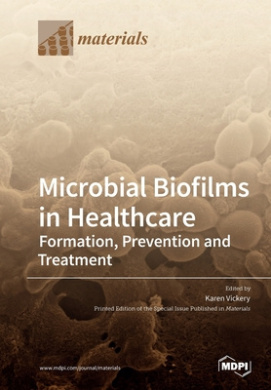 materials
Microbial Biofilms
in Healthcare
Formation, Prevention and
Treatment
Edited by
Karen Vickery
Printed Edition of the Special Issue Published in Materials
www.mdpi.com/journal/materials
MDPI